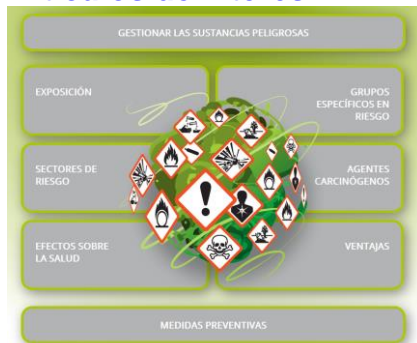 GESTIONAR LAS SUSTANCIAS PELIGROSAS
EXPOSICIÓN
GRUPOS
ESPECÍFICOS EN
RIESGO
SECTORES DE
RIESGO
AGENTES
CARCINÓGENOS
EFECTOS SOBRE
LA SALUD
VENTAJAS
MEDIDAS PREVENTIVAS